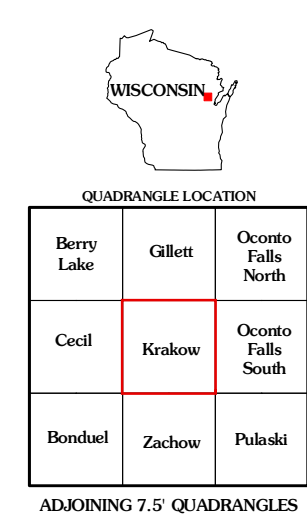 WISCONSIN
QUADRANGLE LOCATION
Berry
Lake
Gillett
Oconto
Falls
North
Cecil
Krakow
Oconto
Falls
South
Bonduel
Zachow
Pulaski
ADJOINING 7.5' QUADRANGLES